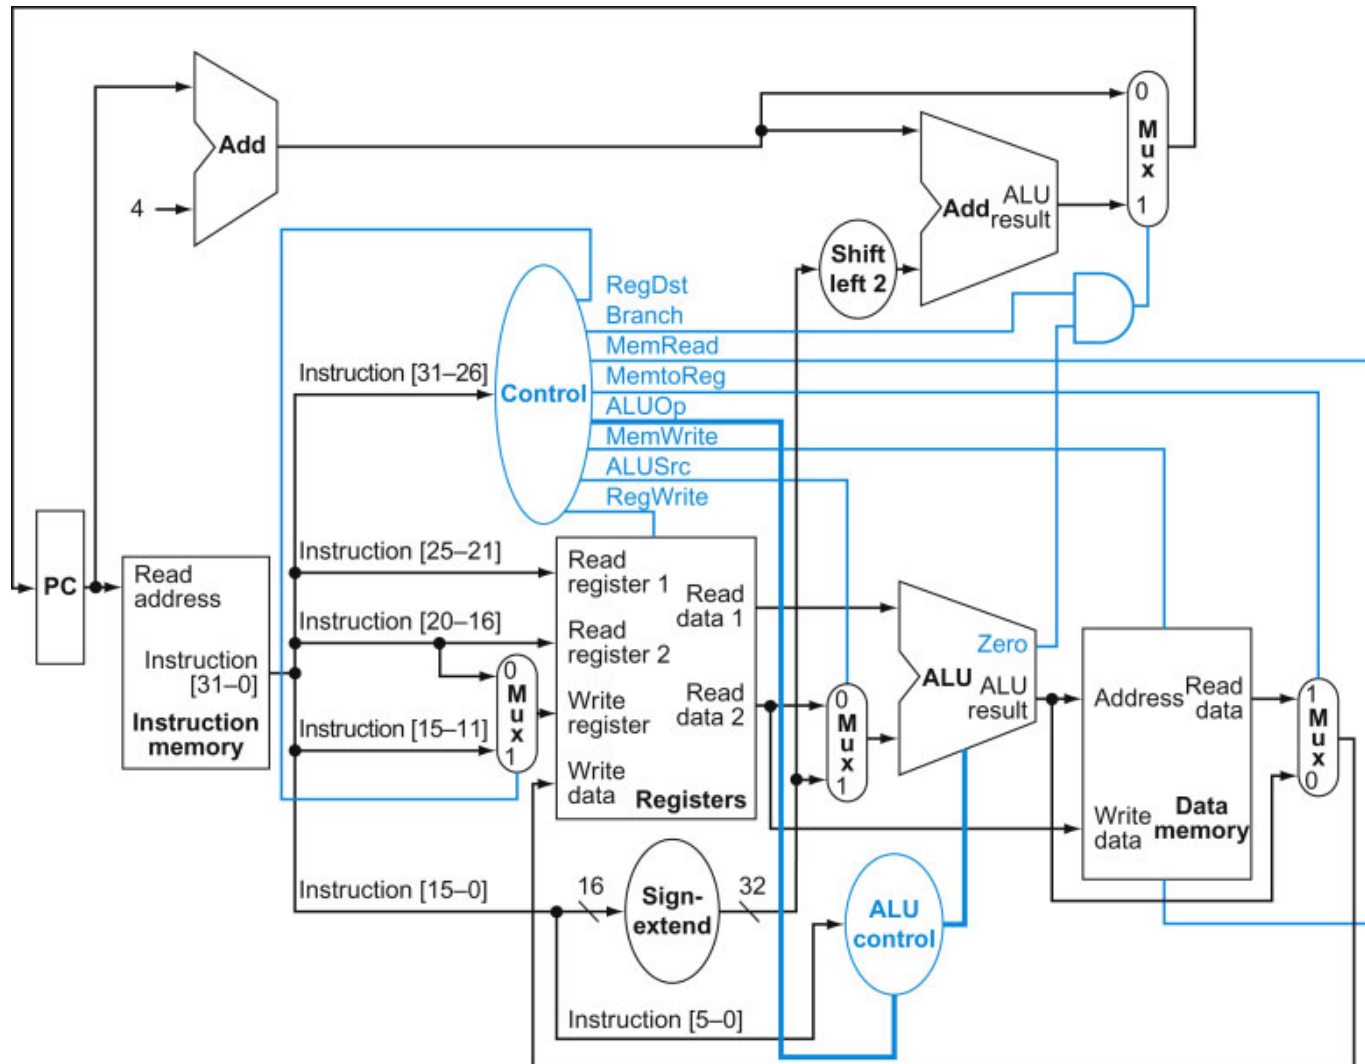 0
M
u
x
1
Add
ALU
Add result
4
Shift
left 2
RegDst
Branch
MemRead
Instruction [31–26]
MemtoReg
Control
ALUOp
MemWrite
ALUSrc
RegWrite
PC
Read
address
Instruction
[31–0]
Instruction
memory
Instruction [25–21]
Instruction [20–16]
Instruction [15–11]
0
M
u
x
1
Read
register 1
Read
register 2
Write
register
Write
data
Read
data 1
Read
data 2
Registers
0
M
u
x
1
Zero
ALU
ALU
result
Address
Read
data
Write
data
Data
memory
1
M
u
x
0
Instruction [15–0]
16
Sign-
extend
32
ALU
control
Instruction [5–0]